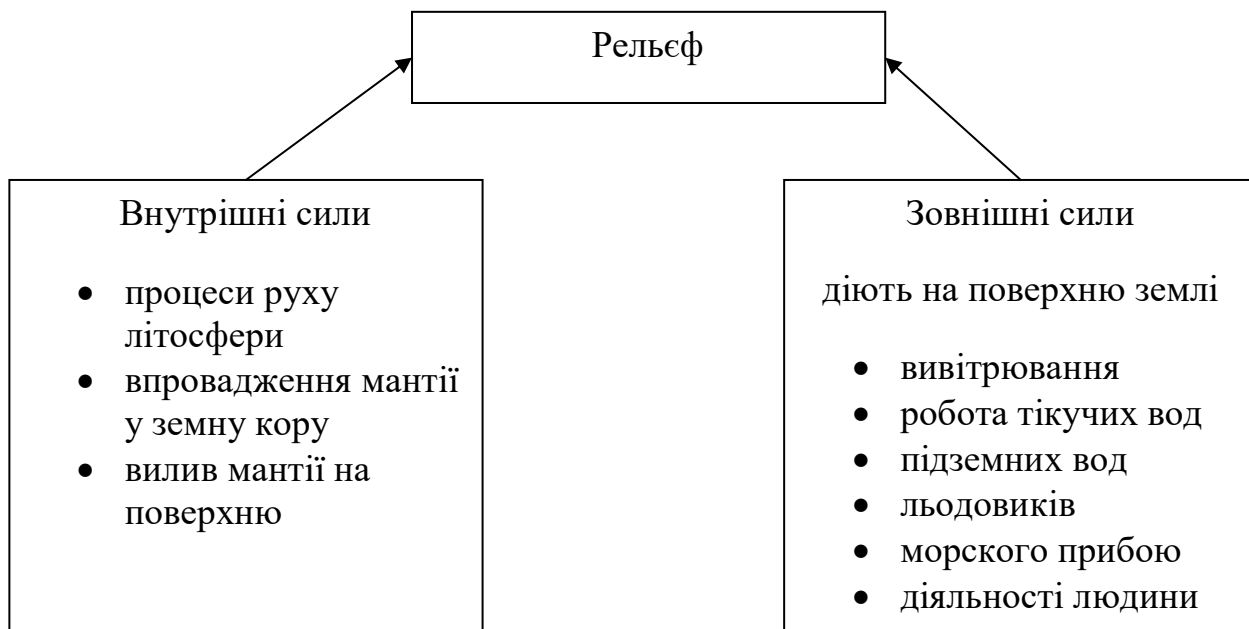 Рельєф
Внутрішні сили
• процеси руху
літосфери
• впровадження мантії
у земну кору
• вилив мантії на
поверхню
Зовнішні сили
діють на поверхню землі
• вивітрювання
• робота тікучих вод
• підземних вод
• льодовиків
• морского прибою
• діяльності людини